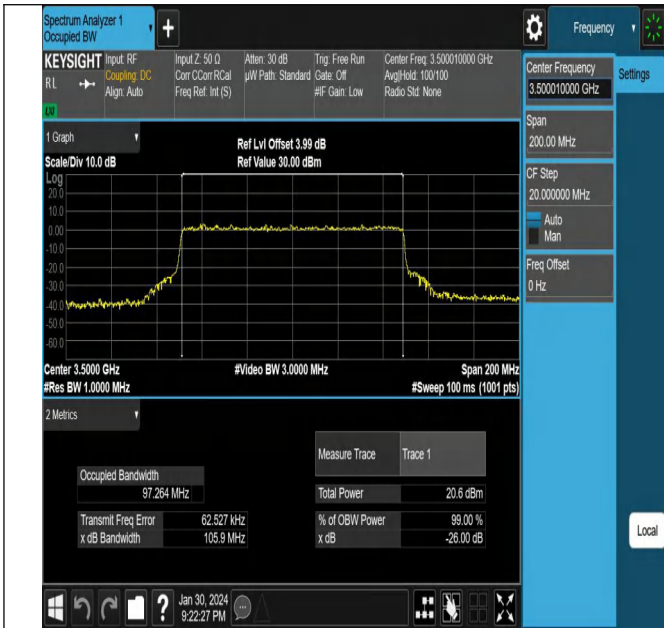 Spectrum Analyzer 1
Occupied BW
+
Frequency
KEYSIGHT
RL
LXI
Input: RF
Coupling: DC
Align: Auto
Input Z: 50 Ω
Corr CCorr RCal
Freq Ref: Int (S)
Atten: 30 dB
µW Path: Standard
Trig: Free Run
Gate: Off
#IF Gain: Low
Center Freq: 3.500010000 GHz
Avg|Hold: 100/100
Radio Std: None
Center Frequency
3.500010000 GHz
Settings
Span
200.00 MHz
CF Step
20.000000 MHz
Auto
Man
Freq Offset
0 Hz
Local
1 Graph
Scale/Div 10.0 dB
Ref Lvl Offset 3.99 dB
Ref Value 30.00 dBm
Log
20.0
10.0
0.00
-10.0
-20.0
-30.0
-40.0
-50.0
-60.0
Center 3.5000 GHz
#Res BW 1.0000 MHz
#Video BW 3.0000 MHz
Span 200 MHz
#Sweep 100 ms (1001 pts)
2 Metrics
Occupied Bandwidth
97.264 MHz
Transmit Freq Error 62.527 kHz
x dB Bandwidth 105.9 MHz
Measure Trace Trace 1
Total Power 20.6 dBm
% of OBW Power 99.00 %
x dB -26.00 dB
?
Jan 30, 2024
9:22:27 PM